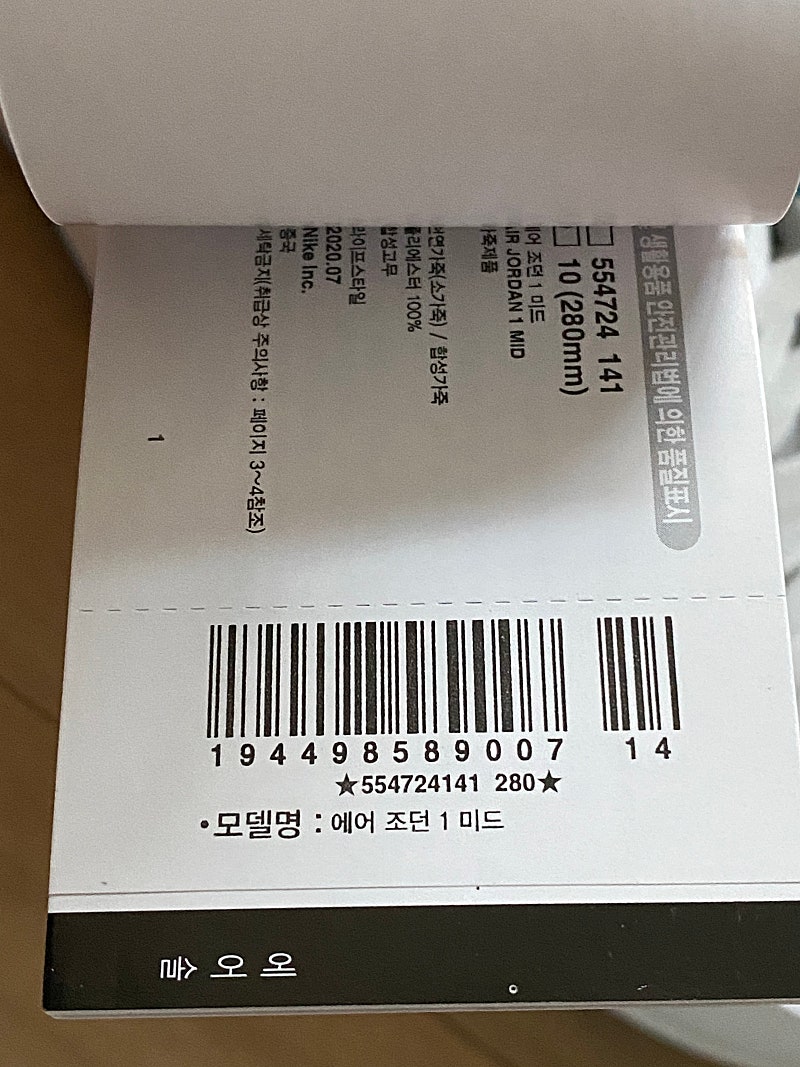 생활용품 안전관리법에 의한 품질표시
554724 141
10 (280mm)
에어 조던 1 미드
AIR JORDAN 1 MID
가죽제품
천연가죽(소가죽) / 합성가죽
폴리에스터 100%
합성고무
라이프스타일
2020.07
Nike Inc.
중국
세탁금지(취급상 주의사항 : 페이지 3~4참조)
1
194498589007 14
★554724141 280★
•모델명 : 에어 조던 1 미드
에어솔